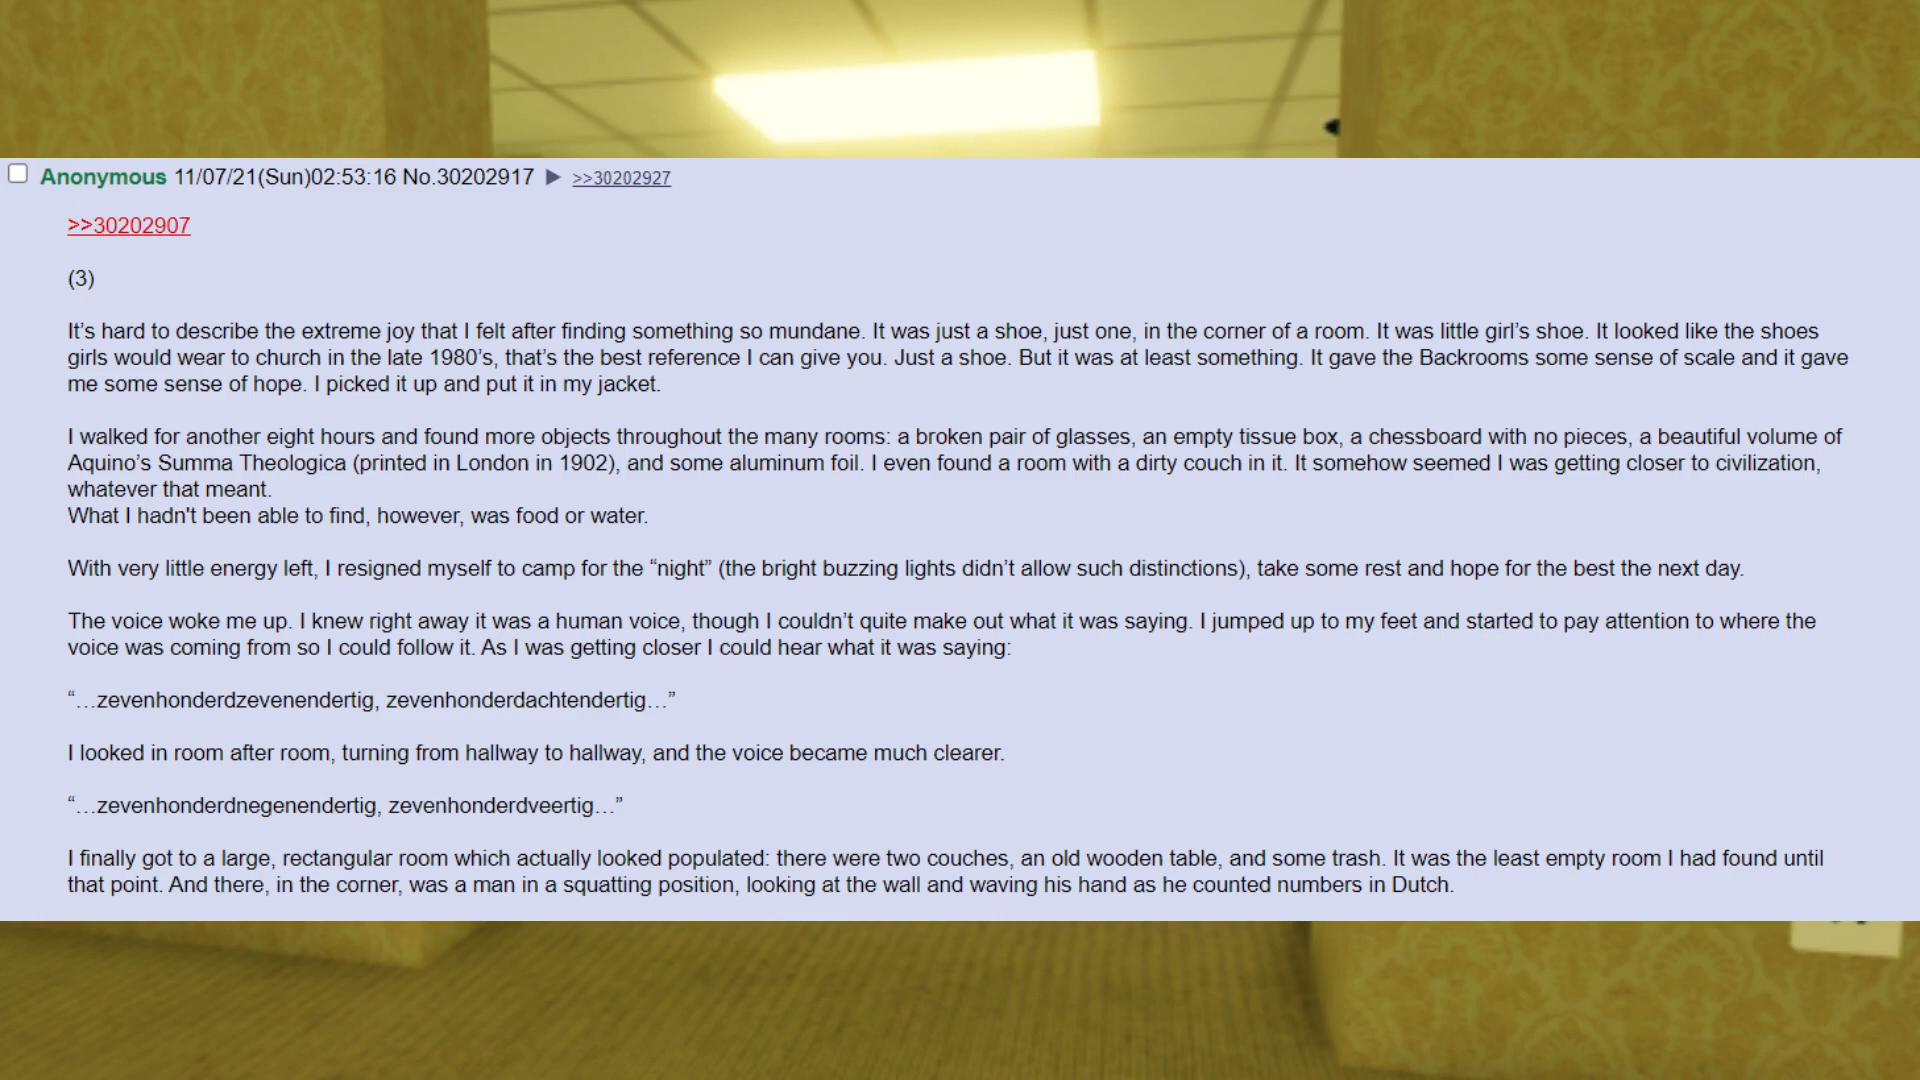 Anonymous 11/07/21(Sun)02:53:16 No.30202917 ▶ >>30202927
>>30202907
(3)
It’s hard to describe the extreme joy that I felt after finding something so mundane. It was just a shoe, just one, in the corner of a room. It was little girl’s shoe. It looked like the shoes
girls would wear to church in the late 1980’s, that’s the best reference I can give you. Just a shoe. But it was at least something. It gave the Backrooms some sense of scale and it gave
me some sense of hope. I picked it up and put it in my jacket.
I walked for another eight hours and found more objects throughout the many rooms: a broken pair of glasses, an empty tissue box, a chessboard with no pieces, a beautiful volume of
Aquino’s Summa Theologica (printed in London in 1902), and some aluminum foil. I even found a room with a dirty couch in it. It somehow seemed I was getting closer to civilization,
whatever that meant.
What I hadn't been able to find, however, was food or water.
With very little energy left, I resigned myself to camp for the “night” (the bright buzzing lights didn’t allow such distinctions), take some rest and hope for the best the next day.
The voice woke me up. I knew right away it was a human voice, though I couldn’t quite make out what it was saying. I jumped up to my feet and started to pay attention to where the
voice was coming from so I could follow it. As I was getting closer I could hear what it was saying:
“…zevenhonderdzevenendertig, zevenhonderdachtendertig…”
I looked in room after room, turning from hallway to hallway, and the voice became much clearer.
“…zevenhonderdnegenendertig, zevenhonderdveertig…”
I finally got to a large, rectangular room which actually looked populated: there were two couches, an old wooden table, and some trash. It was the least empty room I had found until
that point. And there, in the corner, was a man in a squatting position, looking at the wall and waving his hand as he counted numbers in Dutch.